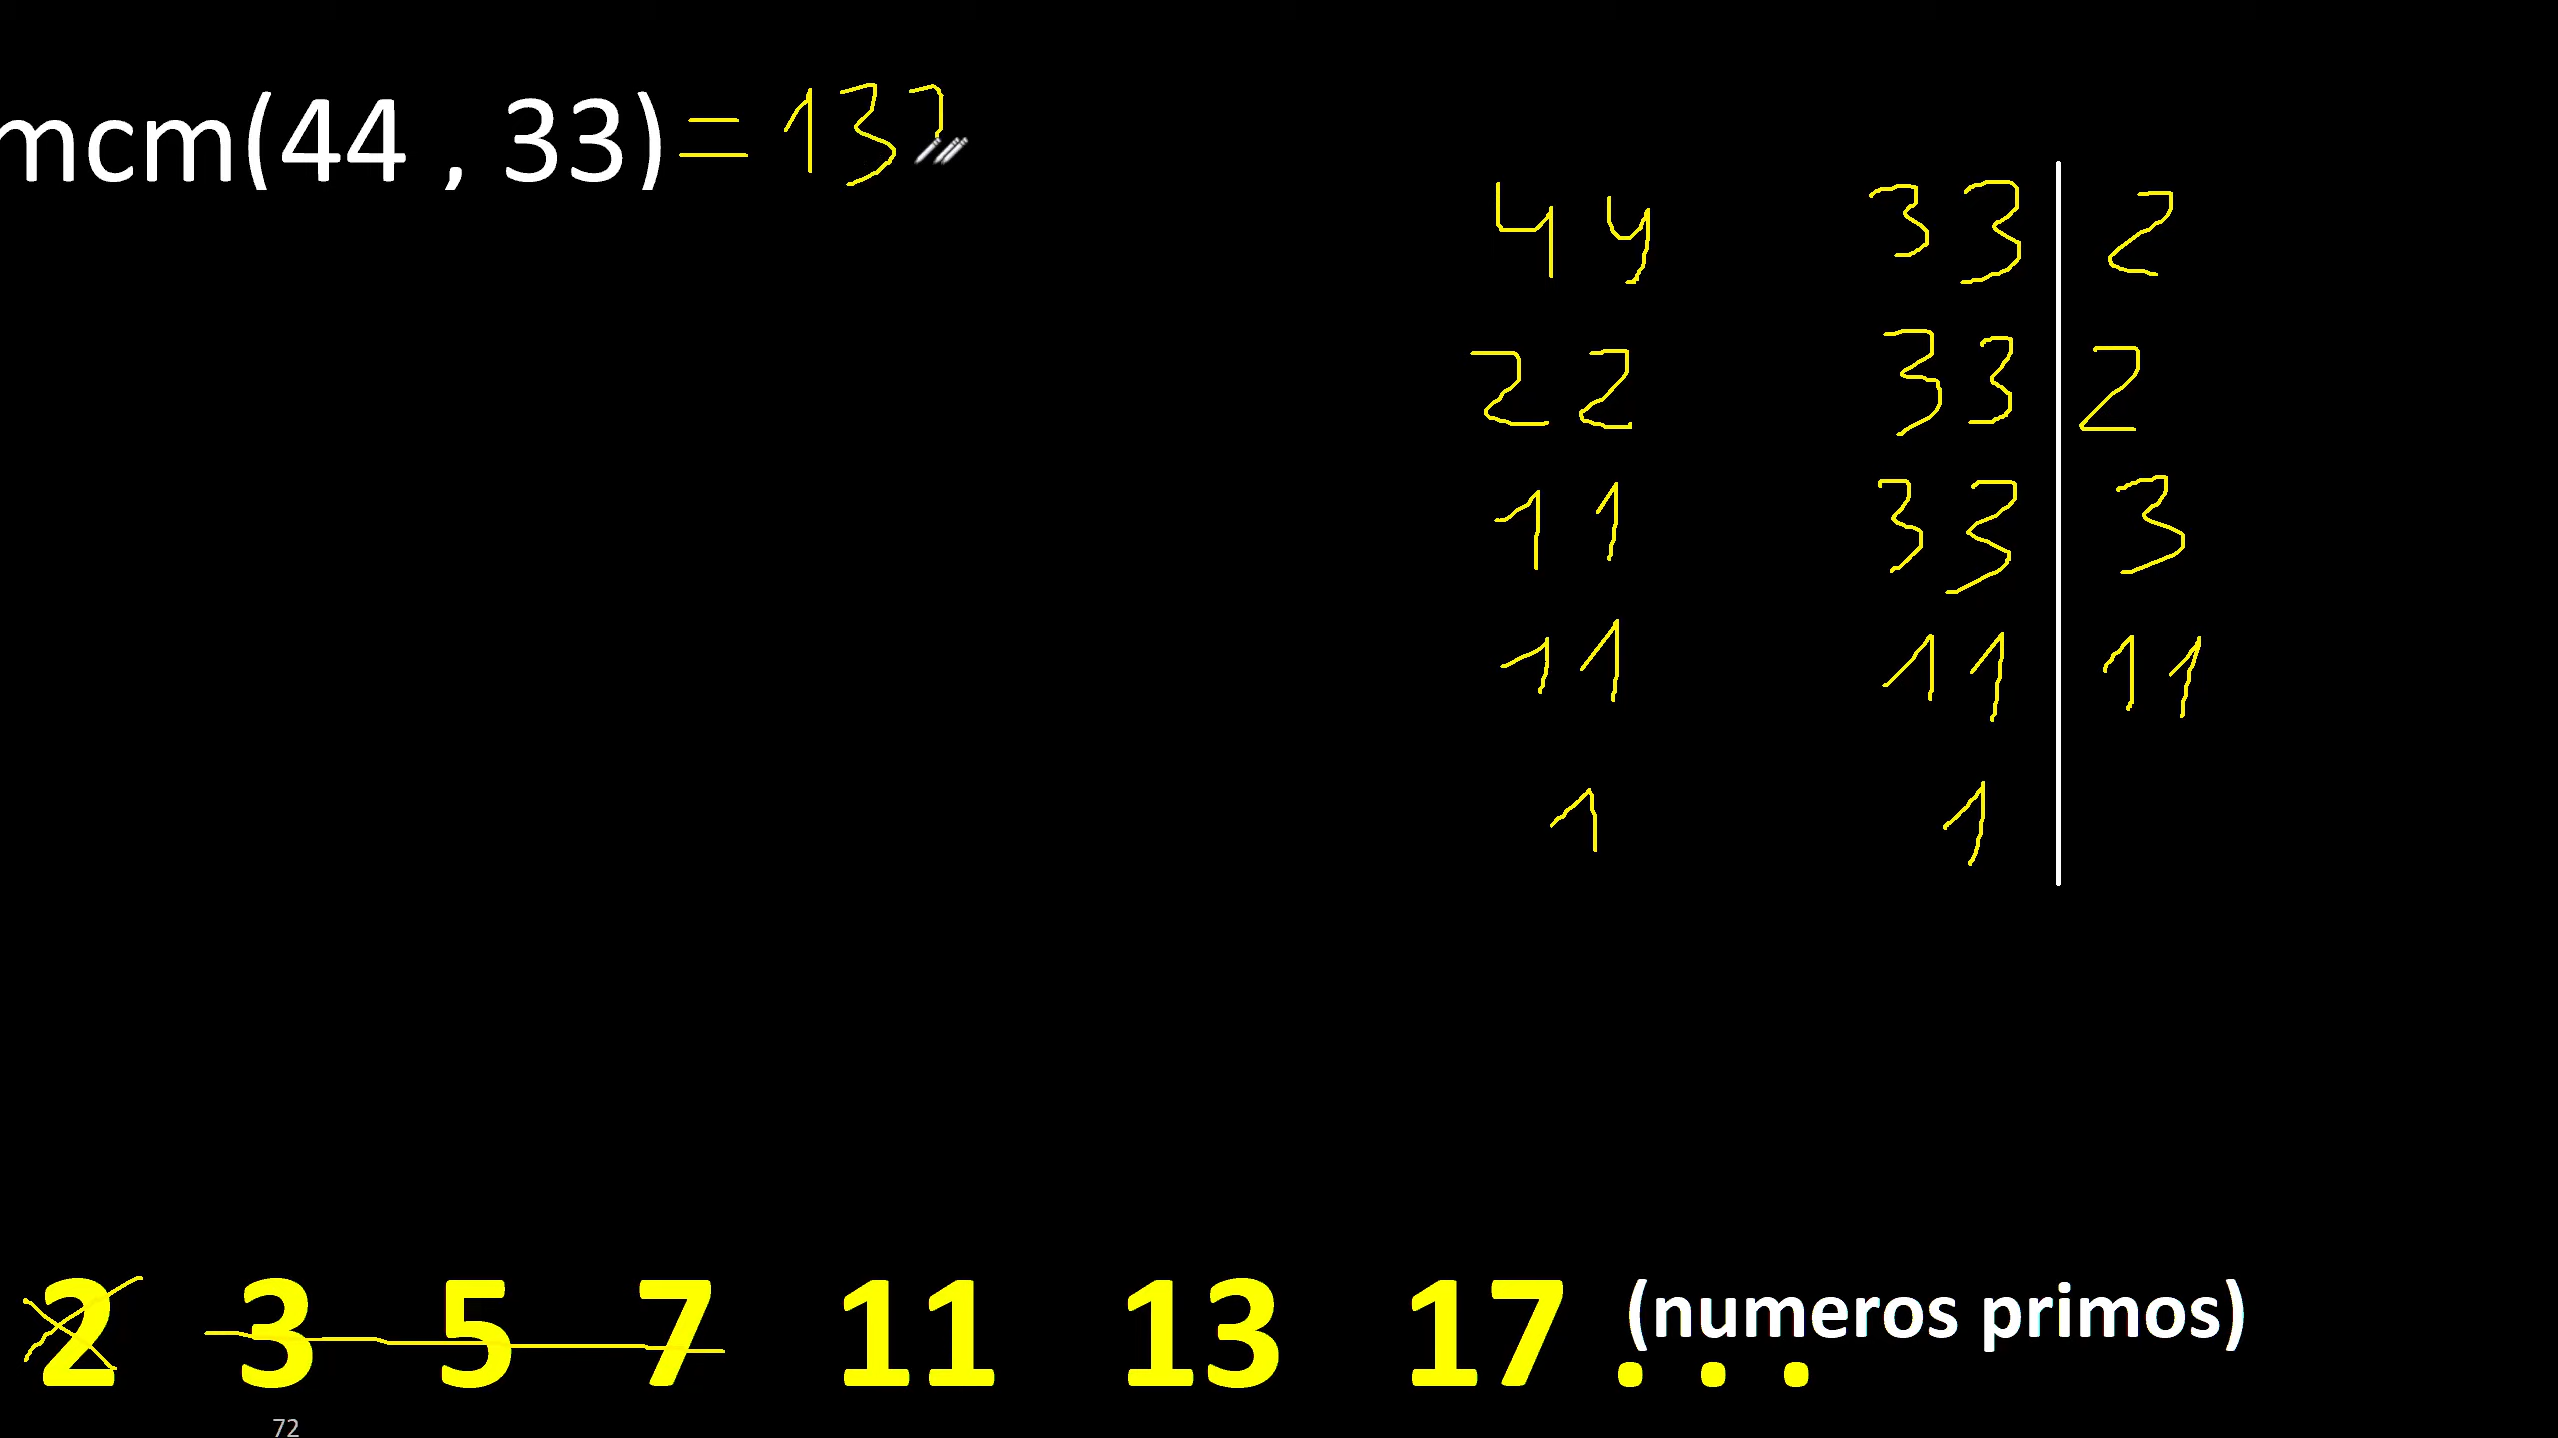 mcm(44 , 33) = 13
44 33 2
22 33 2
11 33 3
11 11 11
1 1
2 3 5 7 11 13 17 . . . (numeros primos)
72